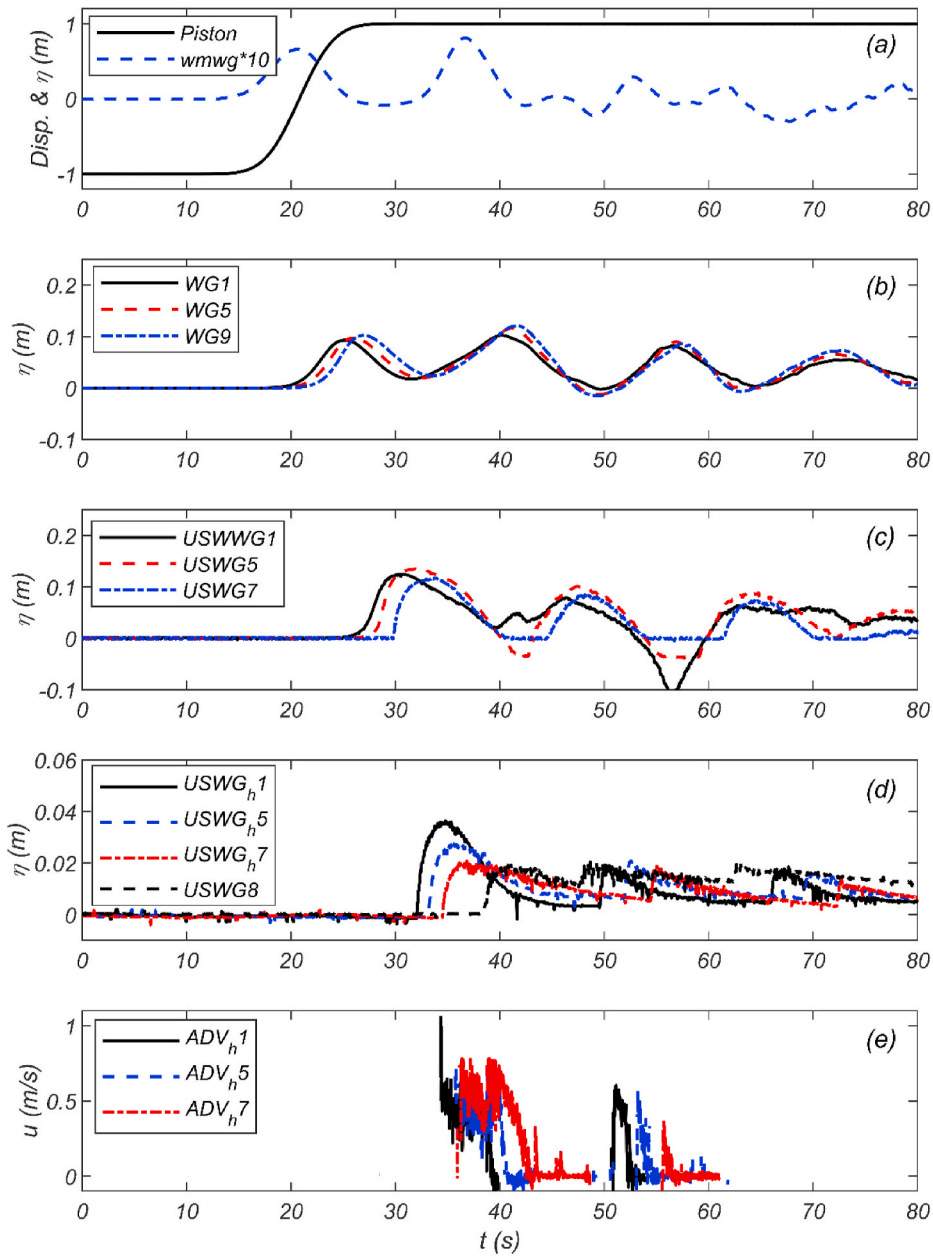 1
Piston
wmwg*10
(a)
Disp. & η (m)
0
-1
0 10 20 30 40 50 60 70 80
0.2
WG1
WG5
WG9
(b)
η (m)
0.1
0
-0.1
0 10 20 30 40 50 60 70 80
0.2
USWWG1
USWG5
USWG7
(c)
η (m)
0.1
0
-0.1
0 10 20 30 40 50 60 70 80
0.06
USWGh1
USWGh5
USWGh7
USWG8
(d)
η (m)
0.04
0.02
0
0 10 20 30 40 50 60 70 80
1
ADVh1
ADVh5
ADVh7
(e)
u (m/s)
0.5
0
0 10 20 30 40 50 60 70 80
t (s)